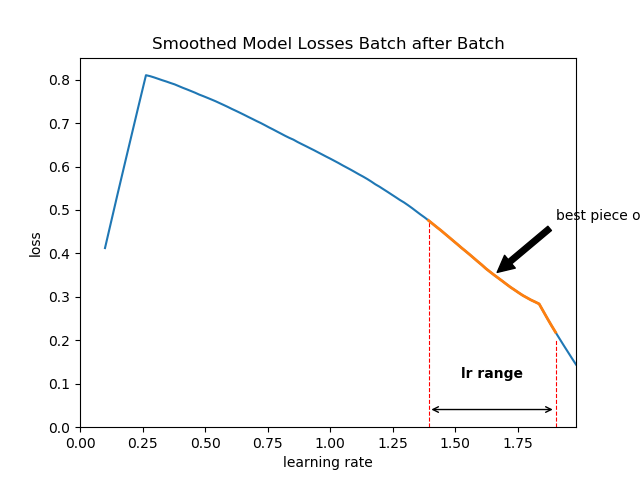 Smoothed Model Losses Batch after Batch
0.8
0.7
0.6
best piece o
0.5
loss
0.4
0.3
0.2
lr range
0.1
0.0
0.00 0.25 0.50 0.75 1.00 1.25 1.50 1.75
learning rate